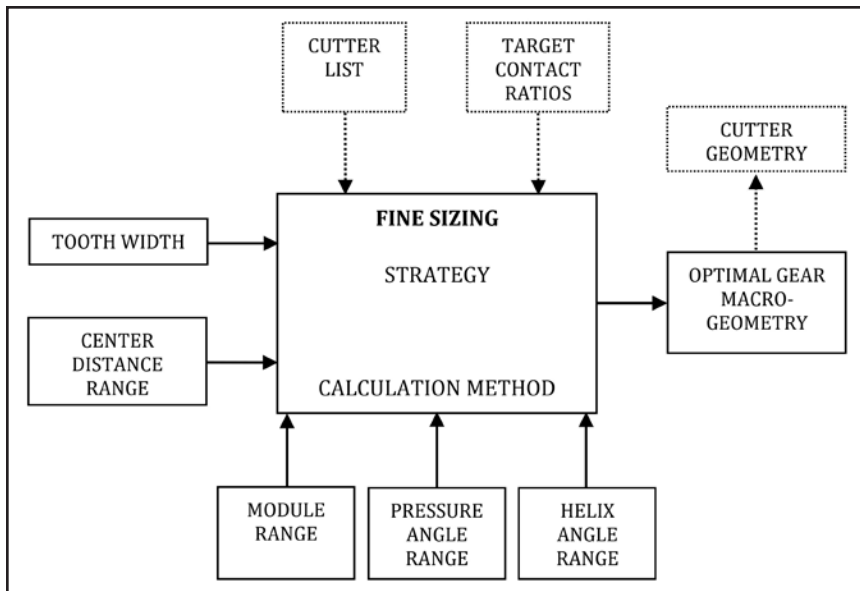 CUTTER
LIST
TARGET
CONTACT
RATIOS
CUTTER
GEOMETRY
TOOTH WIDTH
CENTER
DISTANCE
RANGE
FINE SIZING
STRATEGY
CALCULATION METHOD
OPTIMAL GEAR
MACRO-
GEOMETRY
MODULE
RANGE
PRESSURE
ANGLE
RANGE
HELIX
ANGLE
RANGE